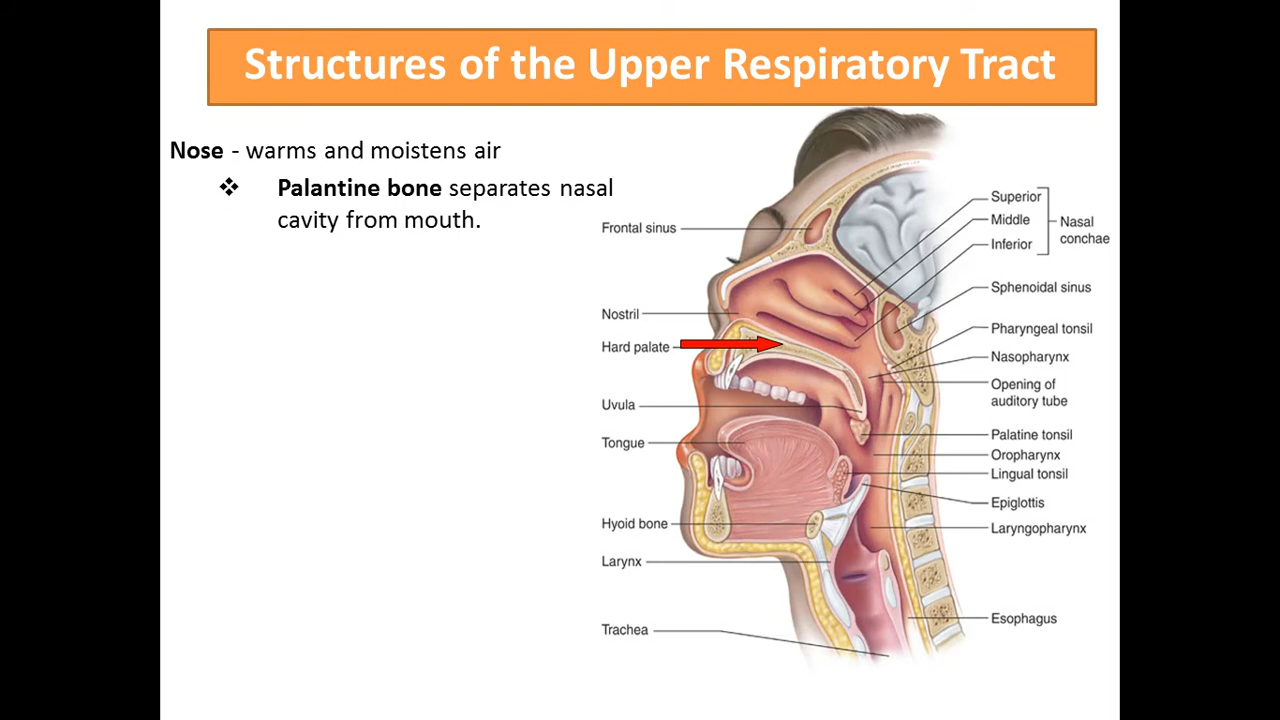 Structures of the Upper Respiratory Tract
Nose - warms and moistens air
❖ Palantine bone separates nasal
cavity from mouth.
Frontal sinus
Nostril
Hard palate
Uvula
Tongue
Hyoid bone
Larynx
Trachea
Superior
Middle
Inferior
Nasal
conchae
Sphenoidal sinus
Pharyngeal tonsil
Nasopharynx
Opening of
auditory tube
Palatine tonsil
Oropharynx
Lingual tonsil
Epiglottis
Laryngopharynx
Esophagus